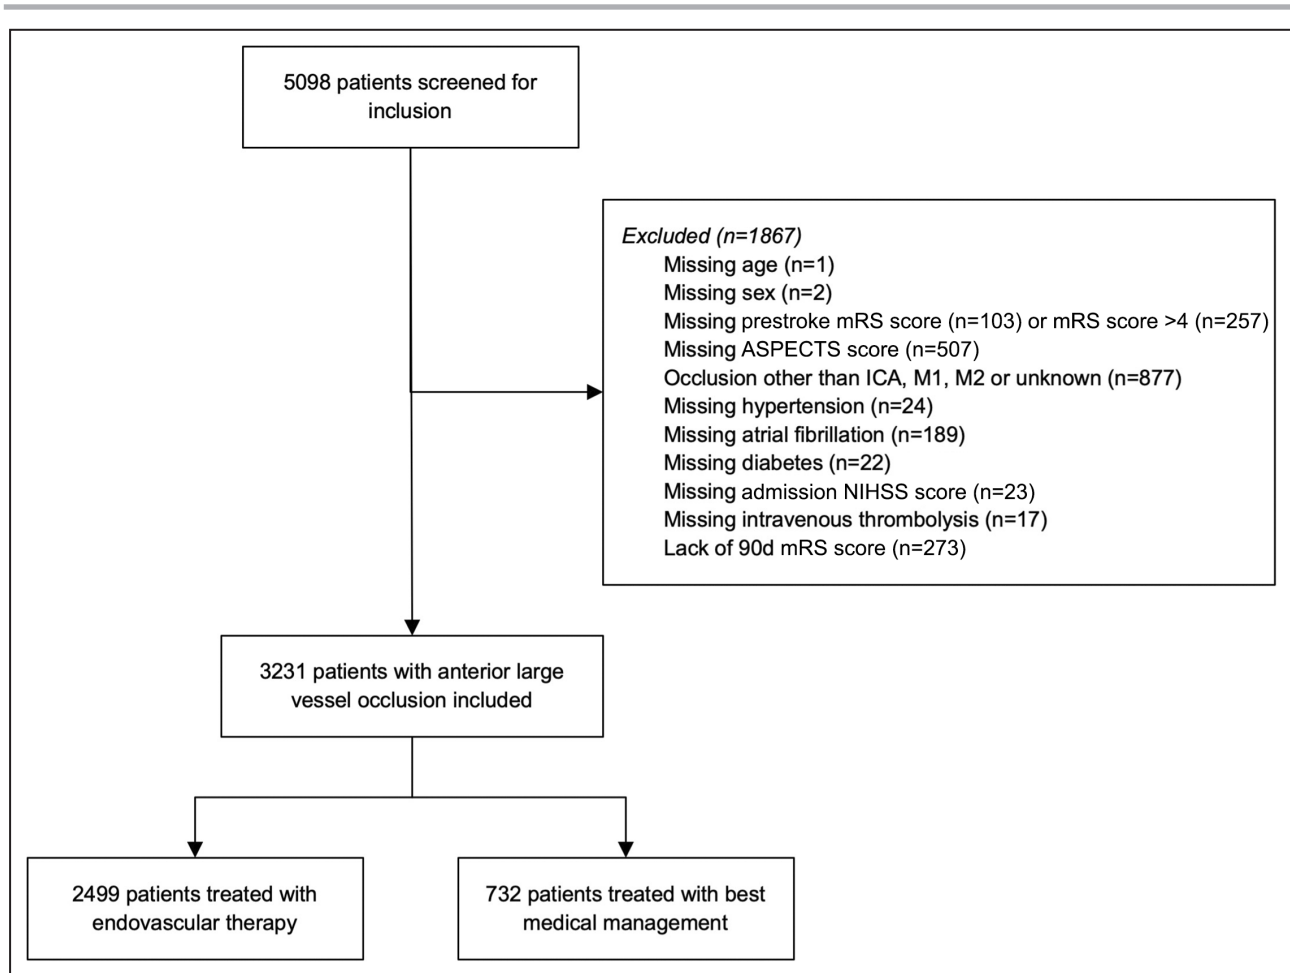 5098 patients screened for
inclusion
Excluded (n=1867)
Missing age (n=1)
Missing sex (n=2)
Missing prestroke mRS score (n=103) or mRS score >4 (n=257)
Missing ASPECTS score (n=507)
Occlusion other than ICA, M1, M2 or unknown (n=877)
Missing hypertension (n=24)
Missing atrial fibrillation (n=189)
Missing diabetes (n=22)
Missing admission NIHSS score (n=23)
Missing intravenous thrombolysis (n=17)
Lack of 90d mRS score (n=273)
3231 patients with anterior large
vessel occlusion included
2499 patients treated with
endovascular therapy
732 patients treated with best
medical management